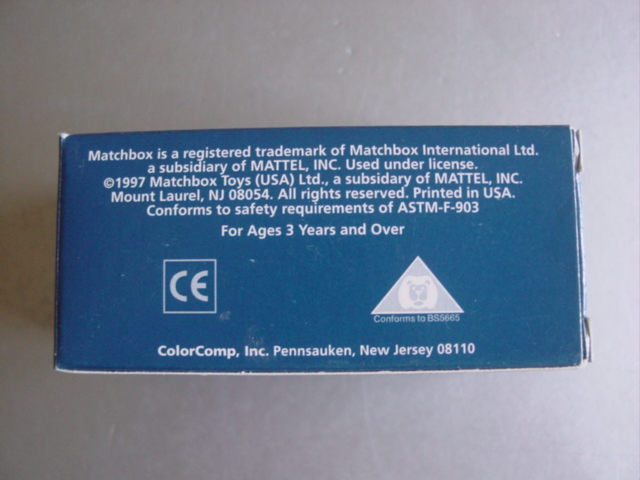 Matchbox is a registered trademark of Matchbox International Ltd.
a subsidiary of MATTEL, INC. Used under license.
©1997 Matchbox Toys (USA) Ltd., a subsidary of MATTEL, INC.
Mount Laurel, NJ 08054. All rights reserved. Printed in USA.
Conforms to safety requirements of ASTM-F-903
For Ages 3 Years and Over
CE
Conforms to BS5665
ColorComp, Inc. Pennsauken, New Jersey 08110